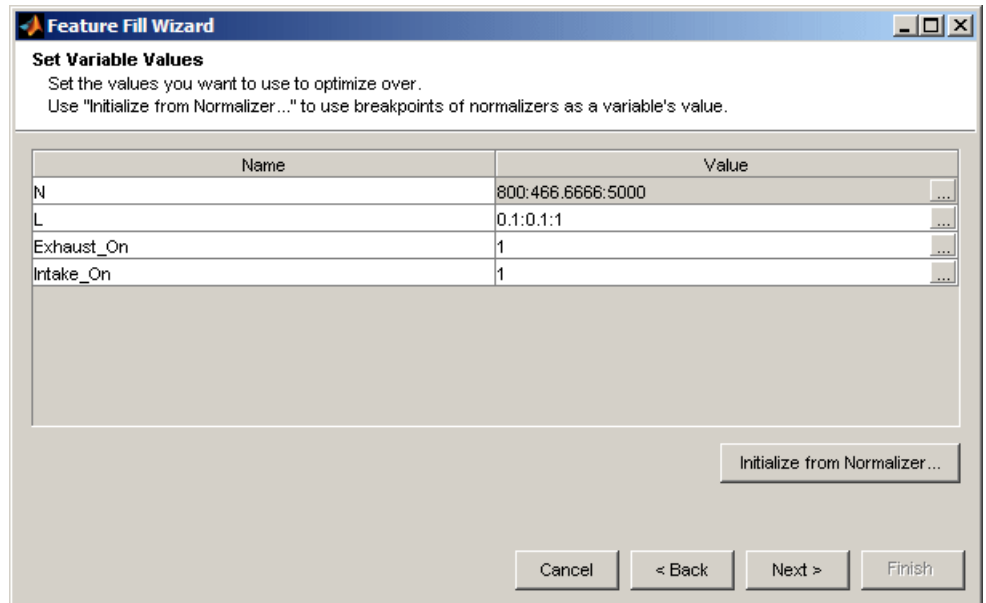 Feature Fill Wizard
Set Variable Values
Set the values you want to use to optimize over.
Use "Initialize from Normalizer..." to use breakpoints of normalizers as a variable's value.
Name Value
N 800:466.6666:5000 ...
L 0.1:0.1:1 ...
Exhaust_On 1 ...
Intake_On 1 ...
Initialize from Normalizer...
Cancel < Back Next > Finish